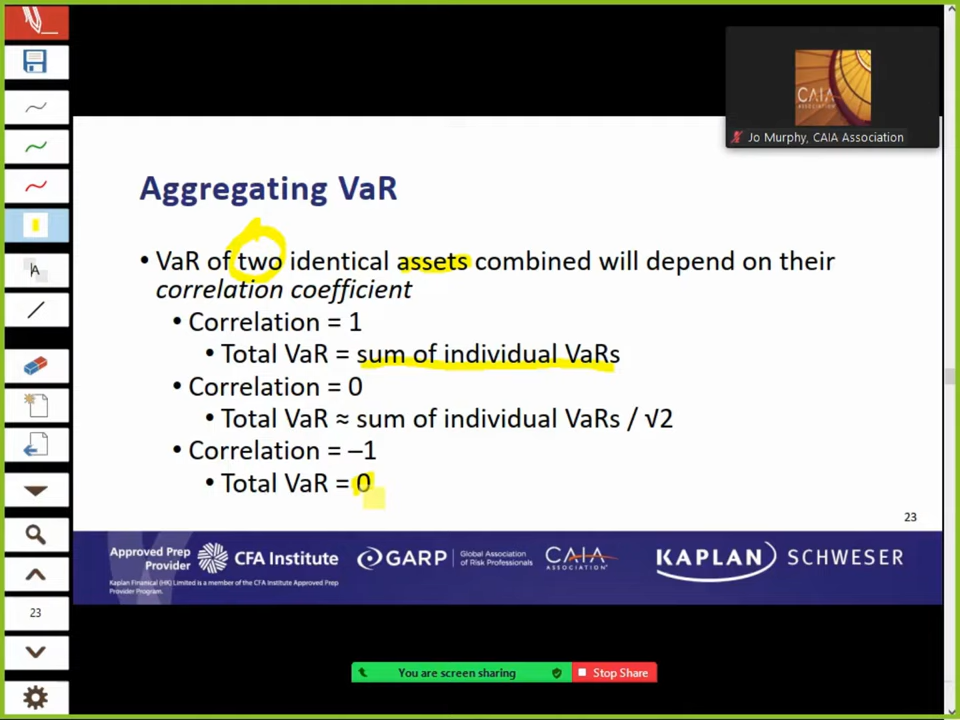 Jo Murphy, CAIA Association
Aggregating VaR
• VaR of two identical assets combined will depend on their
correlation coefficient
• Correlation = 1
• Total VaR = sum of individual VaRs
• Correlation = 0
• Total VaR ≈ sum of individual VaRs / √2
• Correlation = –1
• Total VaR = 0
23
Approved Prep
Provider
CFA Institute
Kaplan Financial (HK) Limited is a member of the CFA Institute Approved Prep
Provider Program.
GARP
Global Association
of Risk Professionals
CAIA
ASSOCIATION
KAPLAN SCHWESER
A
23
CAIA
ASSOCIATION
You are screen sharing
Stop Share